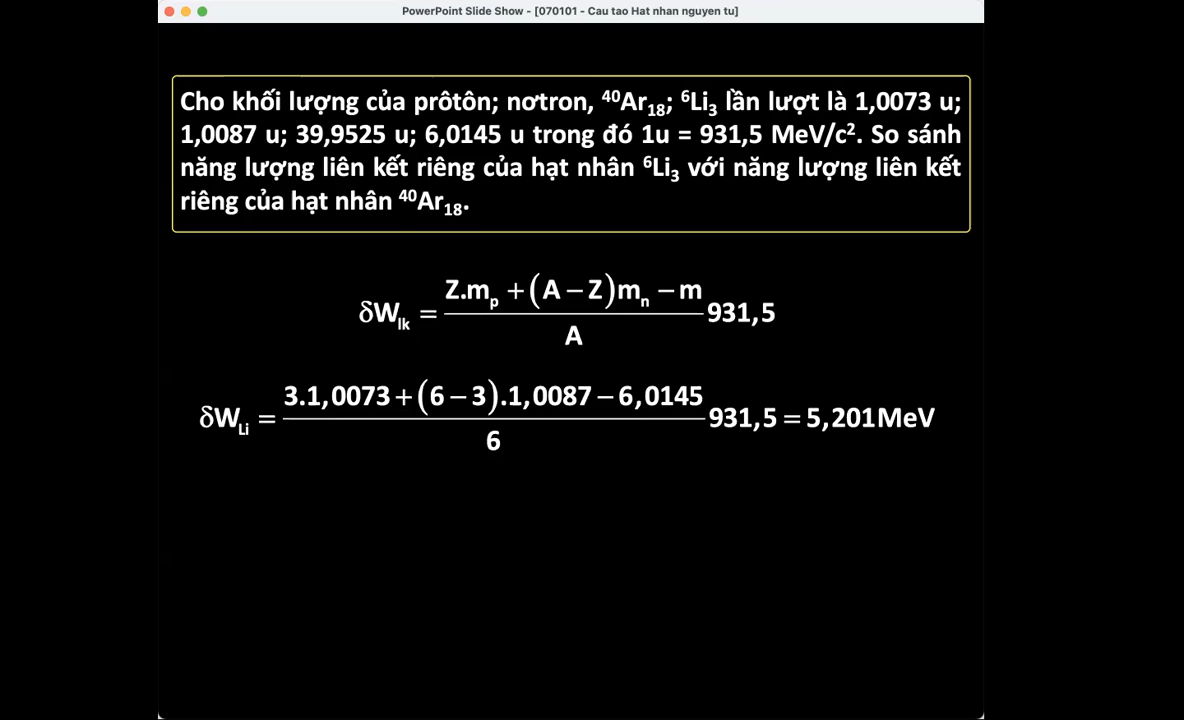 PowerPoint Slide Show - [070101 - Cau tao Hat nhan nguyen tu]
Cho khối lượng của prôtôn; nơtron, ⁴⁰Ar₁₈; ⁶Li₃ lần lượt là 1,0073 u;
1,0087 u; 39,9525 u; 6,0145 u trong đó 1u = 931,5 MeV/c². So sánh
năng lượng liên kết riêng của hạt nhân ⁶Li₃ với năng lượng liên kết
riêng của hạt nhân ⁴⁰Ar₁₈.
δW_lk = (Z.m_p + (A − Z)m_n − m)/A 931,5
δW_Li = (3.1,0073 + (6 − 3).1,0087 − 6,0145)/6 931,5 = 5,201MeV